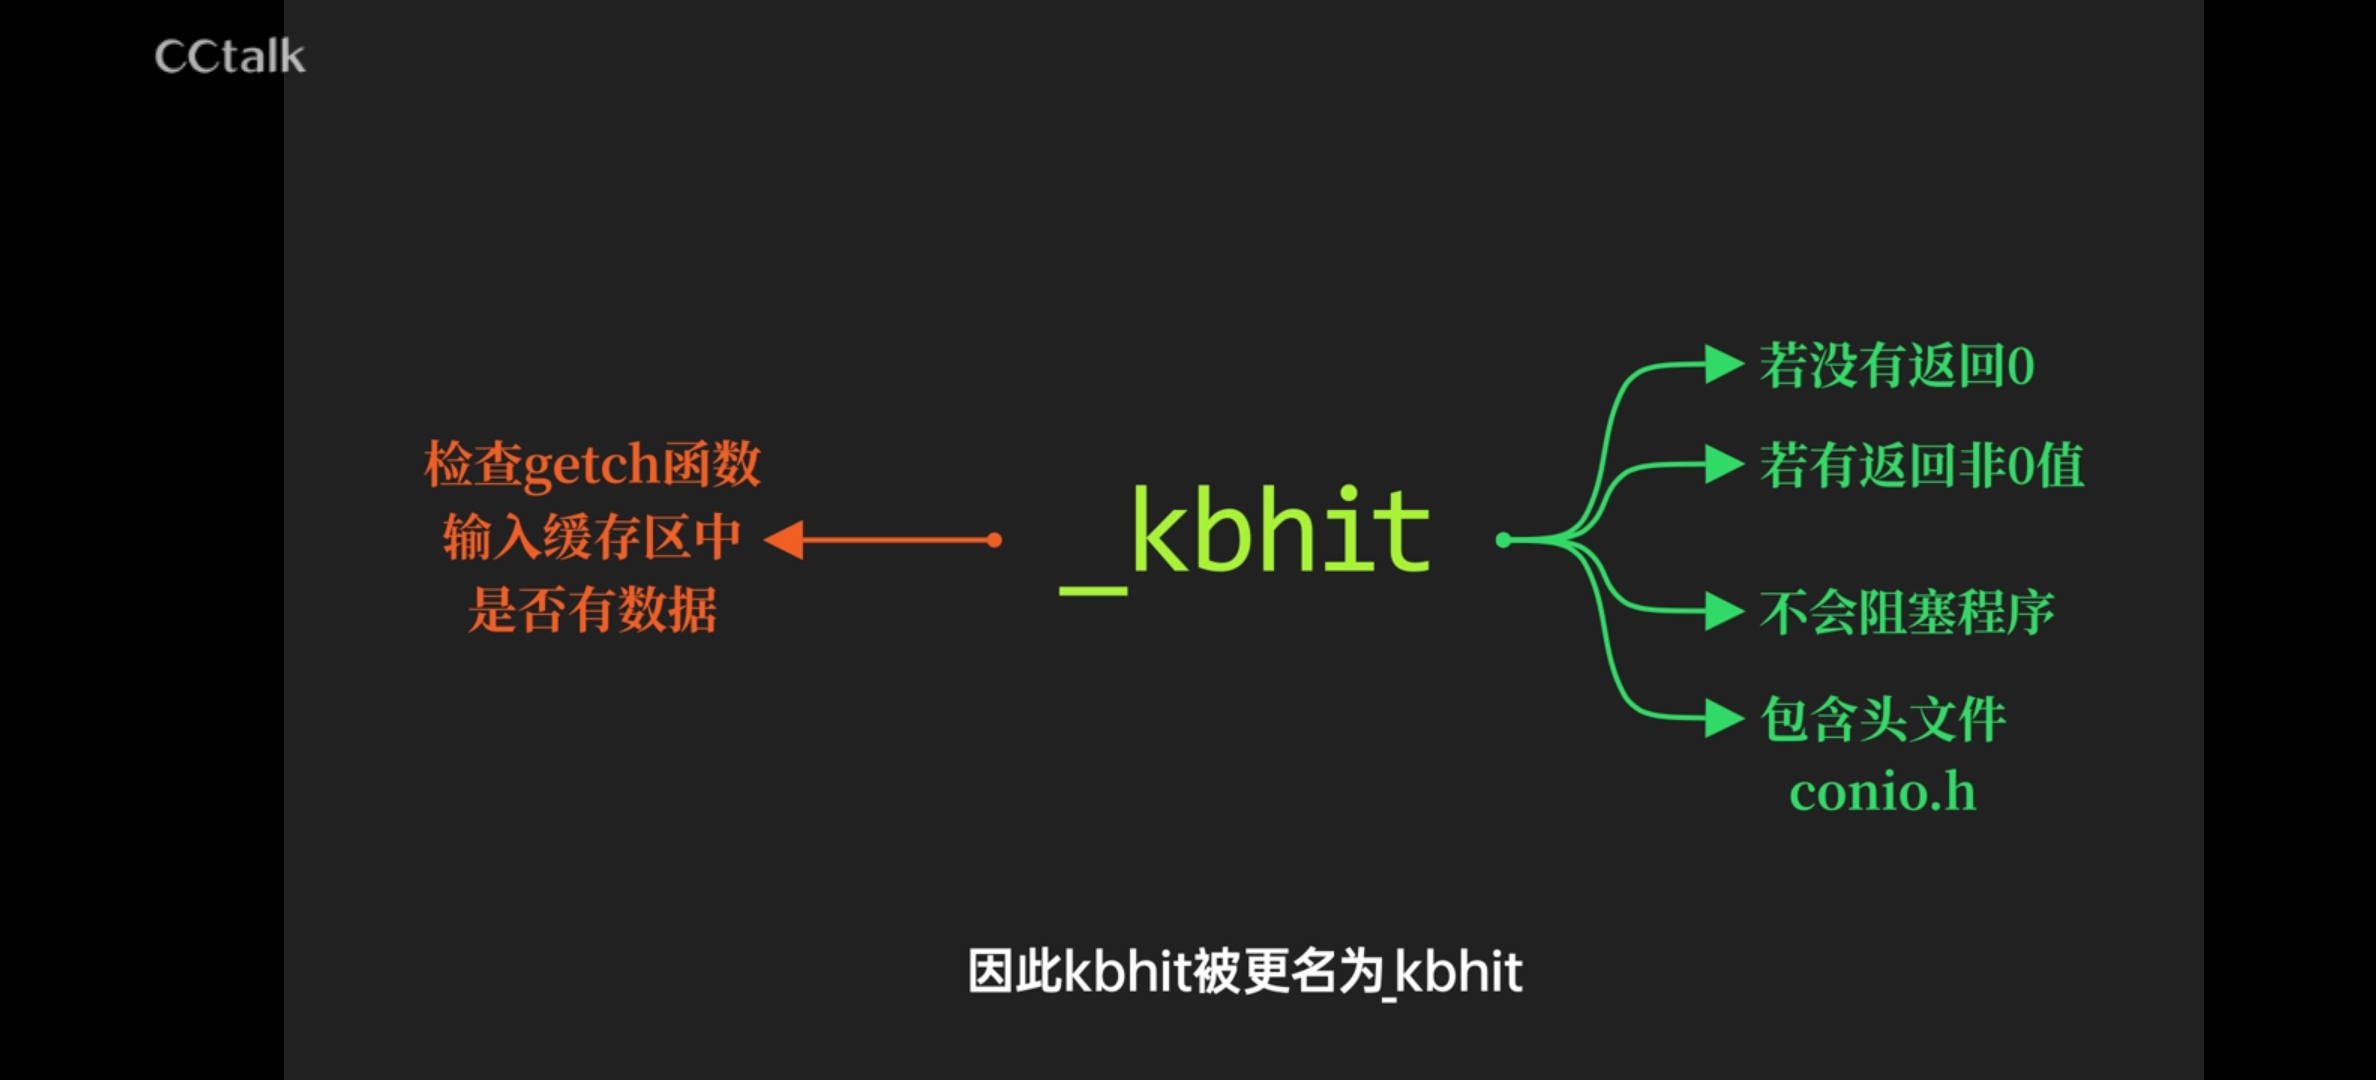 CCtalk
检查getch函数
输入缓存区中
是否有数据
_kbhit
若没有返回0
若有返回非0值
不会阻塞程序
包含头文件
conio.h
因此kbhit被更名为_kbhit